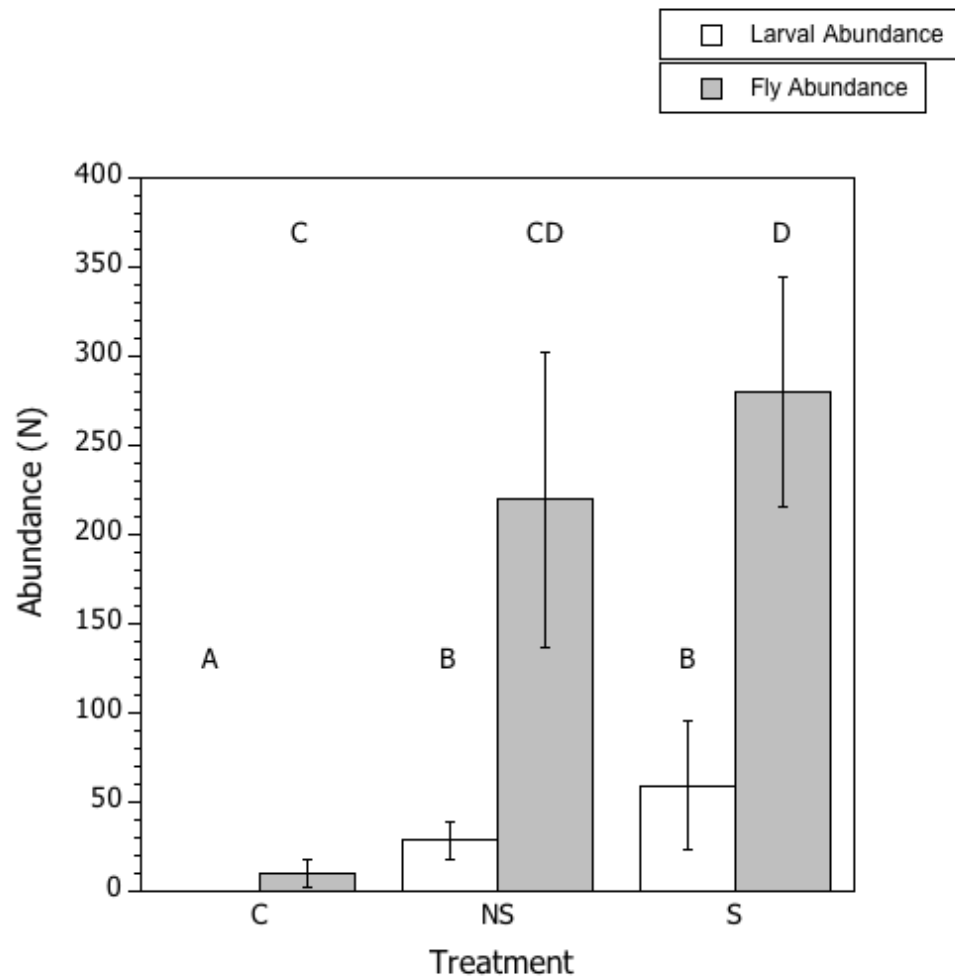 Larval Abundance
Fly Abundance
400
350
300
250
200
150
100
50
0
Abundance (N)
C
CD
D
A
B
B
C
NS
S
Treatment